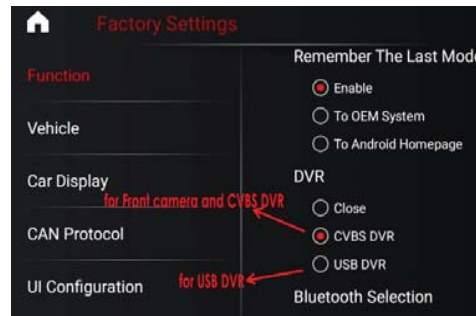 Factory Settings
Function
Vehicle
Car Display
CAN Protocol
UI Configuration
Remember The Last Mode
Enable
To OEM System
To Android Homepage
DVR
Close
CVBS DVR
USB DVR
Bluetooth Selection
for Front camera and CVBS DVR
for USB DVR